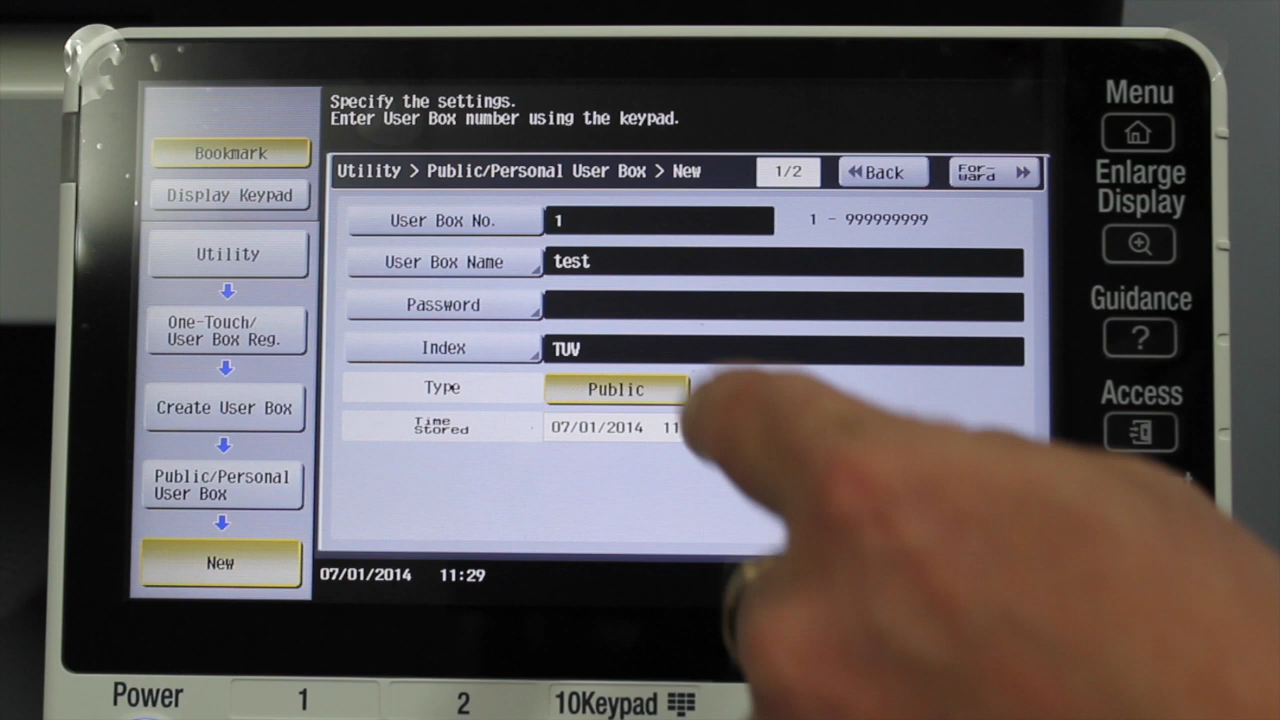 Specify the settings.
Enter User Box number using the keypad.
Bookmark
Display Keypad
Utility
One-Touch/
User Box Reg.
Create User Box
Public/Personal
User Box
New
Utility > Public/Personal User Box > New
1/2
Back
For-
ward
User Box No.
1
1 - 999999999
User Box Name
test
Password
Index
TUV
Type
Public
Time
Stored
07/01/2014 11
07/01/2014 11:29
Menu
Enlarge
Display
Guidance
?
Access
Power
1
2
10Keypad